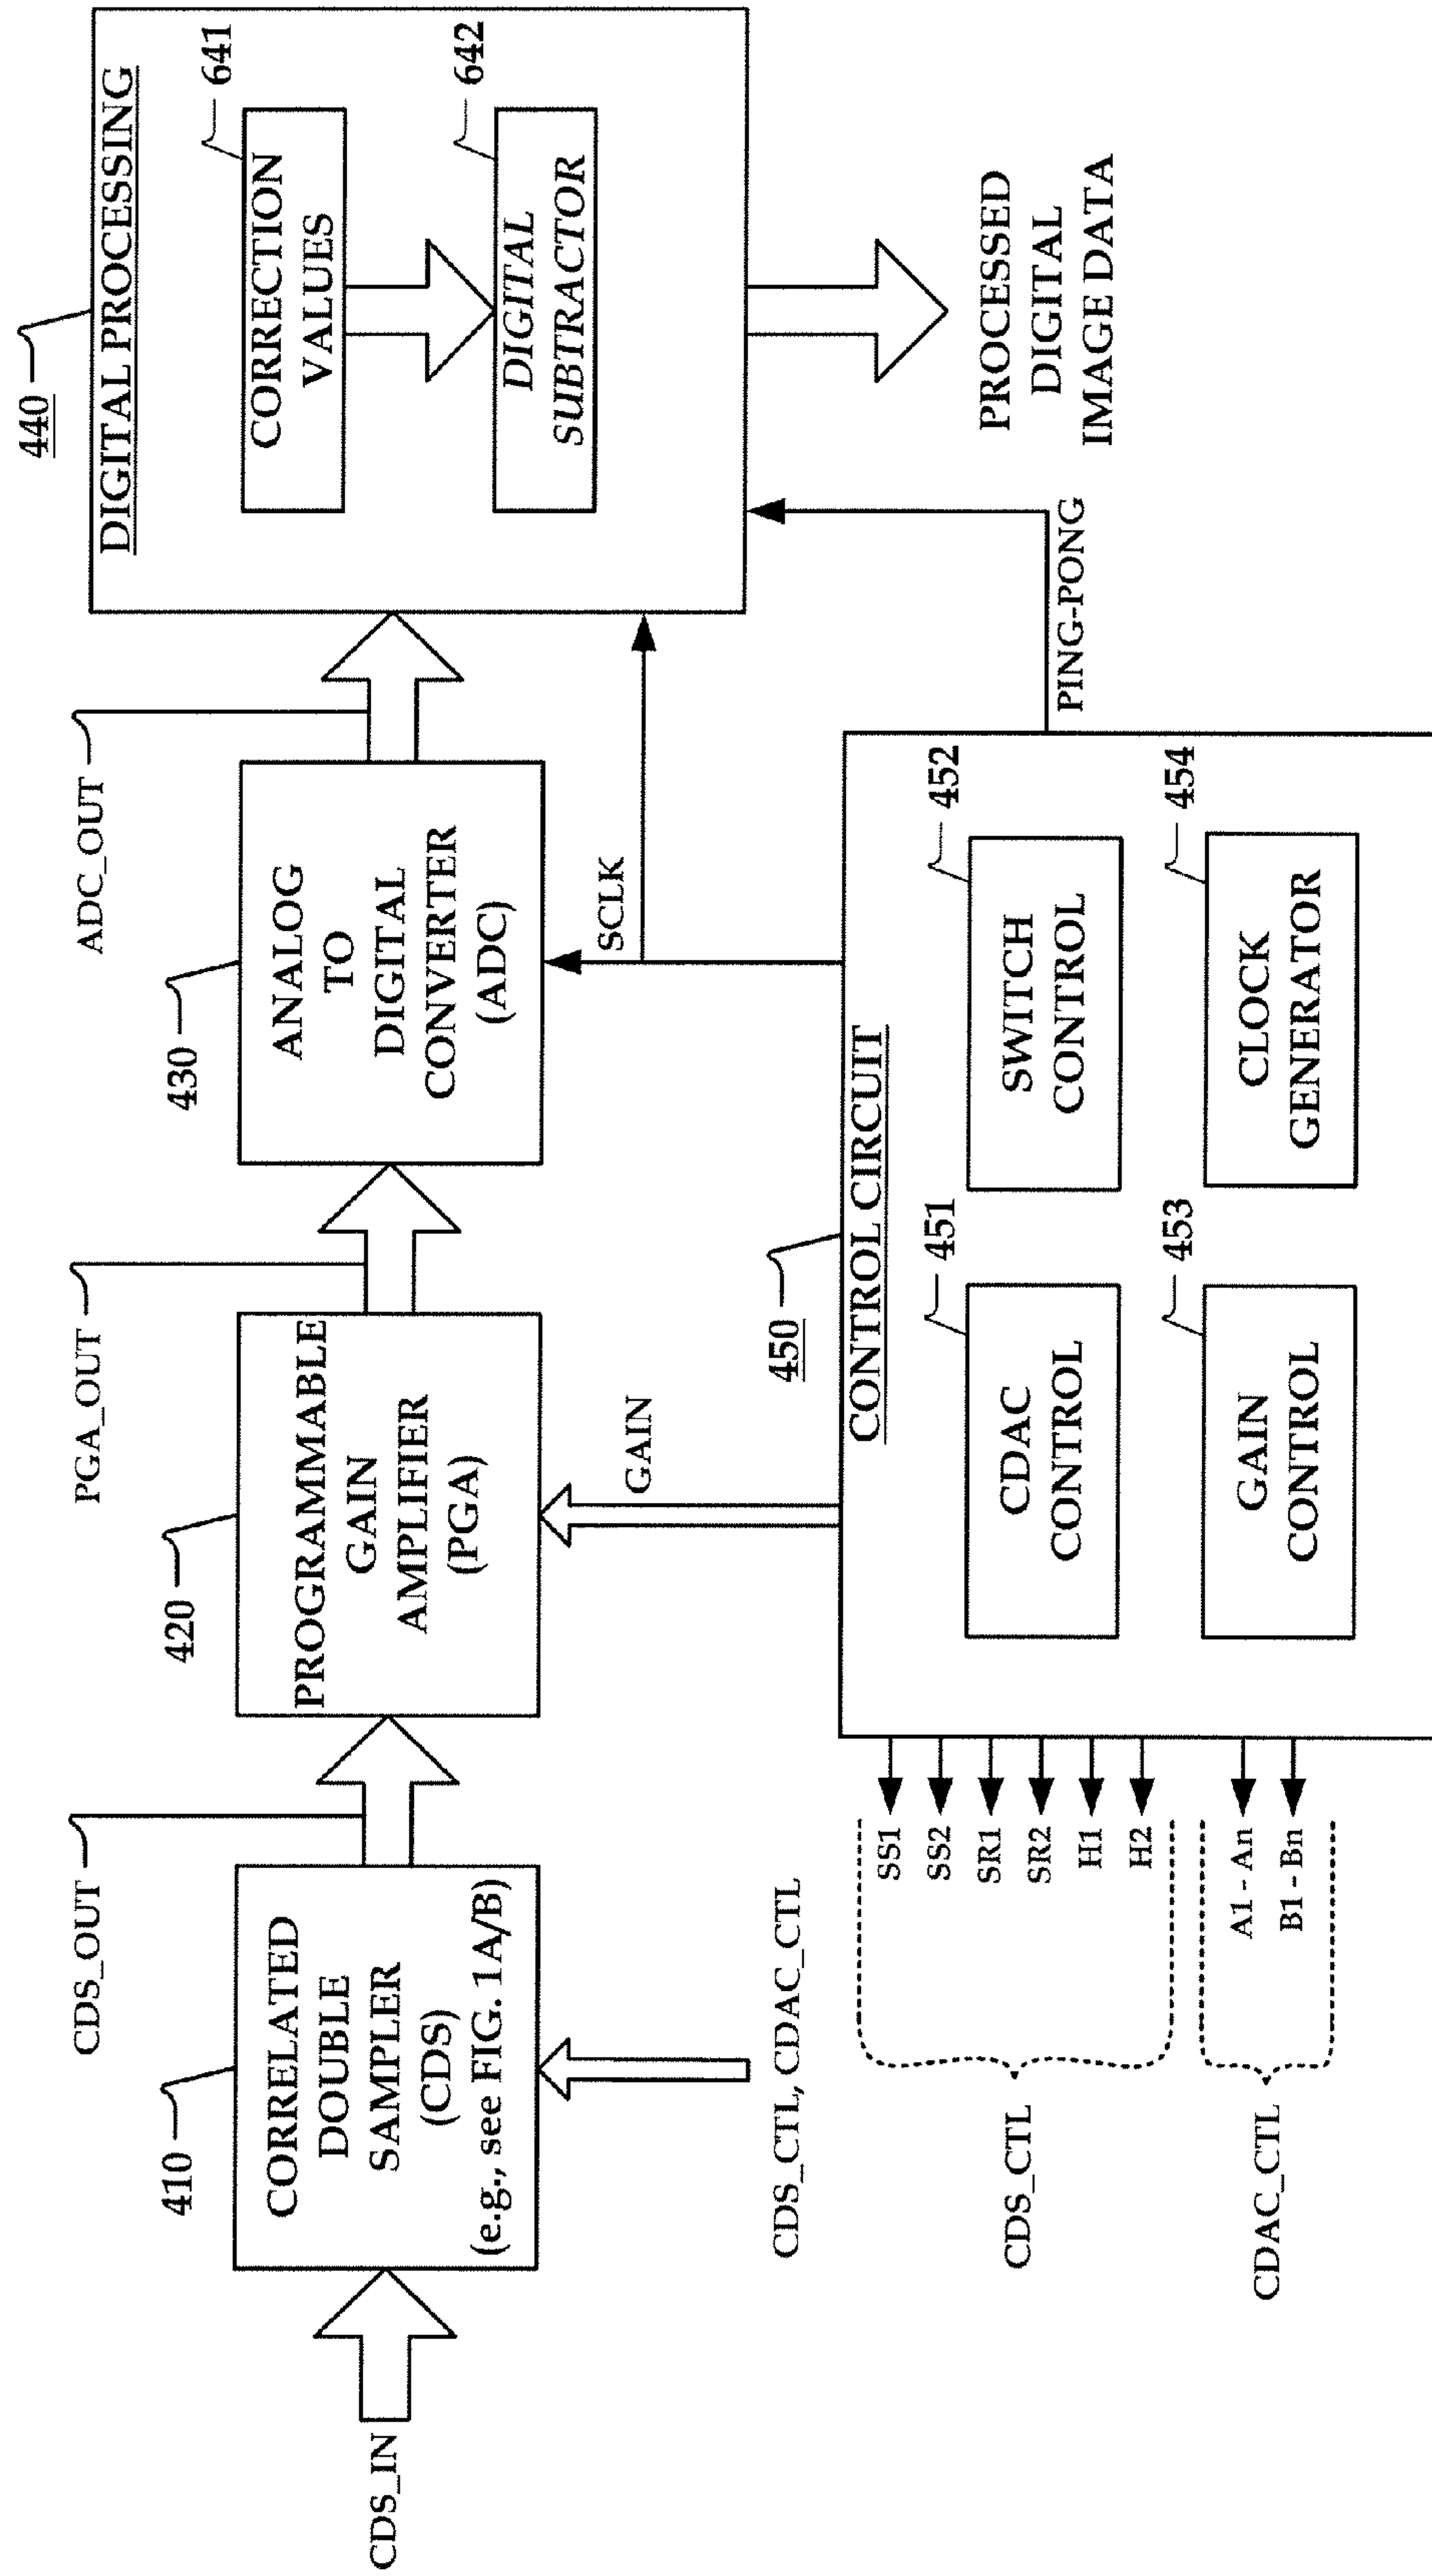 CDS_IN
410
CORRELATED
DOUBLE
SAMPLER
(CDS)
(e.g., see FIG. 1A/B)
CDS_OUT
420
PROGRAMMABLE
GAIN
AMPLIFIER
(PGA)
PGA_OUT
430
ANALOG
TO
DIGITAL
CONVERTER
(ADC)
ADC_OUT
440
DIGITAL PROCESSING
641
CORRECTION
VALUES
642
DIGITAL
SUBTRACTOR
PROCESSED
DIGITAL
IMAGE DATA
CDS_CTL, CDAC_CTL
GAIN
SCLK
PING-PONG
450
CONTROL CIRCUIT
451
CDAC
CONTROL
452
SWITCH
CONTROL
453
GAIN
CONTROL
454
CLOCK
GENERATOR
CDS_CTL
SS1
SS2
SR1
SR2
H1
H2
CDAC_CTL
A1 - An
B1 - Bn